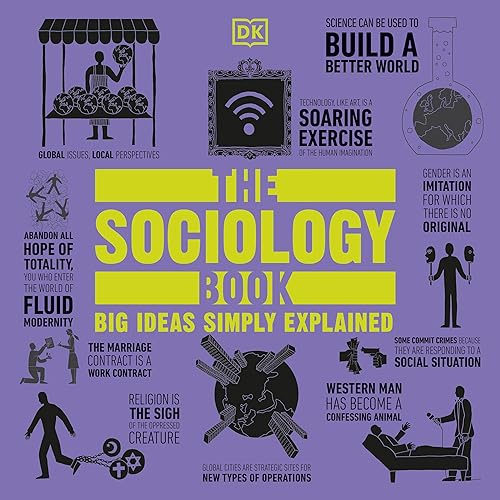 DK
SCIENCE CAN BE USED TO
BUILD A
BETTER WORLD
GLOBAL ISSUES, LOCAL PERSPECTIVES
TECHNOLOGY, LIKE ART, IS A
SOARING
EXERCISE
OF THE HUMAN IMAGINATION
GENDER IS AN
IMITATION
FOR WHICH
THERE IS NO
ORIGINAL
THE
SOCIOLOGY
BOOK
BIG IDEAS SIMPLY EXPLAINED
ABANDON ALL
HOPE OF
TOTALITY,
YOU WHO ENTER
THE WORLD OF
FLUID
MODERNITY
THE MARRIAGE
CONTRACT IS A
WORK CONTRACT
SOME COMMIT CRIMES BECAUSE
THEY ARE RESPONDING TO A
SOCIAL SITUATION
RELIGION IS
THE SIGH
OF THE OPPRESSED
CREATURE
WESTERN MAN
HAS BECOME A
CONFESSING ANIMAL
GLOBAL CITIES ARE STRATEGIC SITES FOR
NEW TYPES OF OPERATIONS